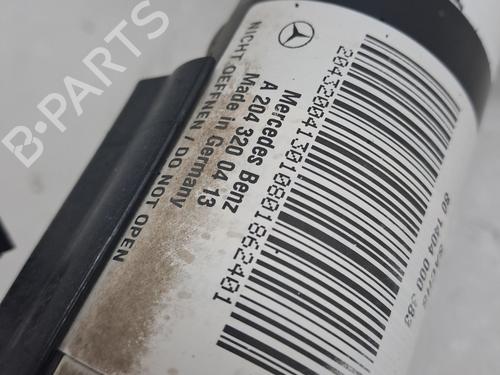 B-PARTS
2043200413010801862401
Mercedes Benz
A 204 320 04 13
Made in Germany
NICHT OEFFNEN | DO NOT OPEN